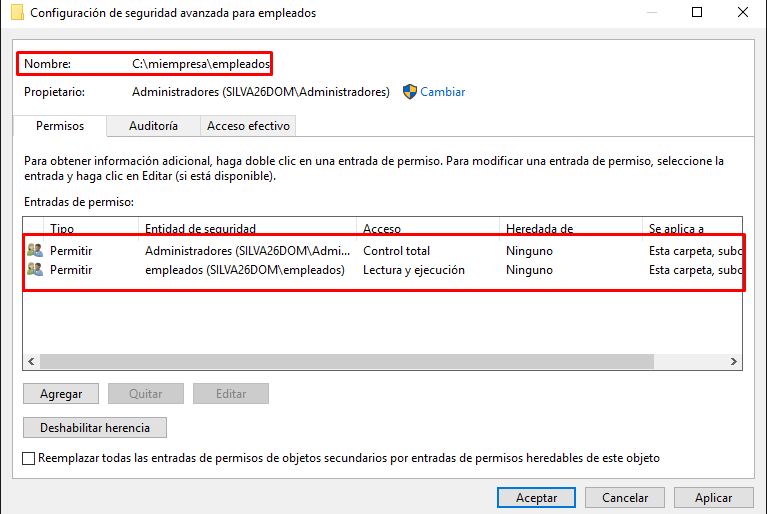 Configuración de seguridad avanzada para empleados
Nombre: C:\miempresa\empleados
Propietario: Administradores (SILVA26DOM\Administradores) Cambiar
Permisos Auditoría Acceso efectivo
Para obtener información adicional, haga doble clic en una entrada de permiso. Para modificar una entrada de permiso, seleccione la
entrada y haga clic en Editar (si está disponible).
Entradas de permiso:
Tipo Entidad de seguridad Acceso Heredada de Se aplica a
Permitir Administradores (SILVA26DOM\Admi... Control total Ninguno Esta carpeta, subc
Permitir empleados (SILVA26DOM\empleados) Lectura y ejecución Ninguno Esta carpeta, subc
Agregar Quitar Editar
Deshabilitar herencia
Reemplazar todas las entradas de permisos de objetos secundarios por entradas de permisos heredables de este objeto
Aceptar Cancelar Aplicar